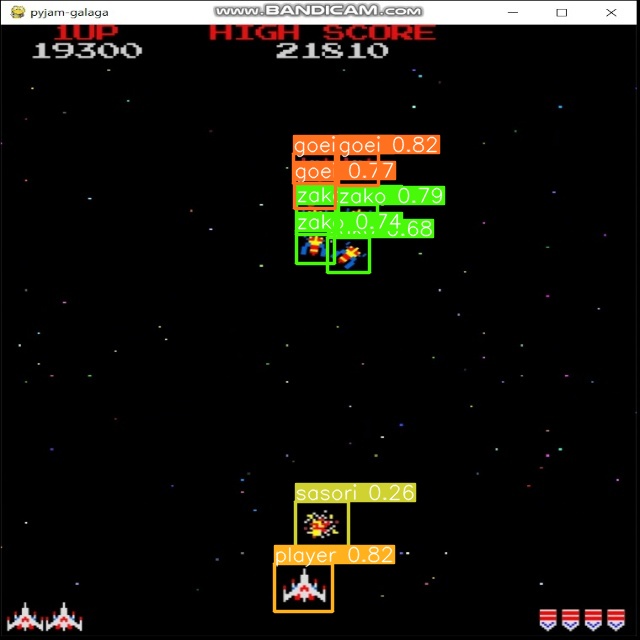 pyjam-galaga
www.BANDICAM.com
1UP HIGH SCORE
19300 21810
goei goei 0.82
goe 0.77
zak zako 0.79
zako 0.74 0.68
sasori 0.26
player 0.82